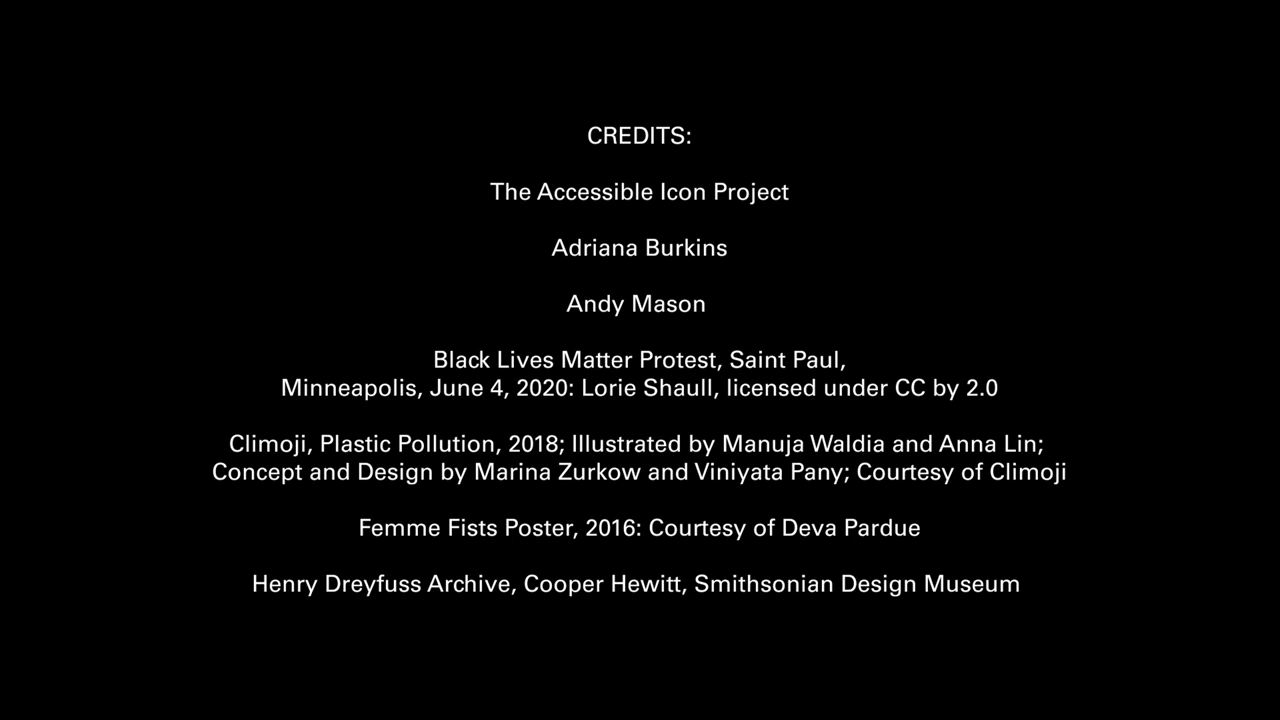 CREDITS:
The Accessible Icon Project
Adriana Burkins
Andy Mason
Black Lives Matter Protest, Saint Paul,
Minneapolis, June 4, 2020: Lorie Shaull, licensed under CC by 2.0
Climoji, Plastic Pollution, 2018; Illustrated by Manuja Waldia and Anna Lin;
Concept and Design by Marina Zurkow and Viniyata Pany; Courtesy of Climoji
Femme Fists Poster, 2016: Courtesy of Deva Pardue
Henry Dreyfuss Archive, Cooper Hewitt, Smithsonian Design Museum